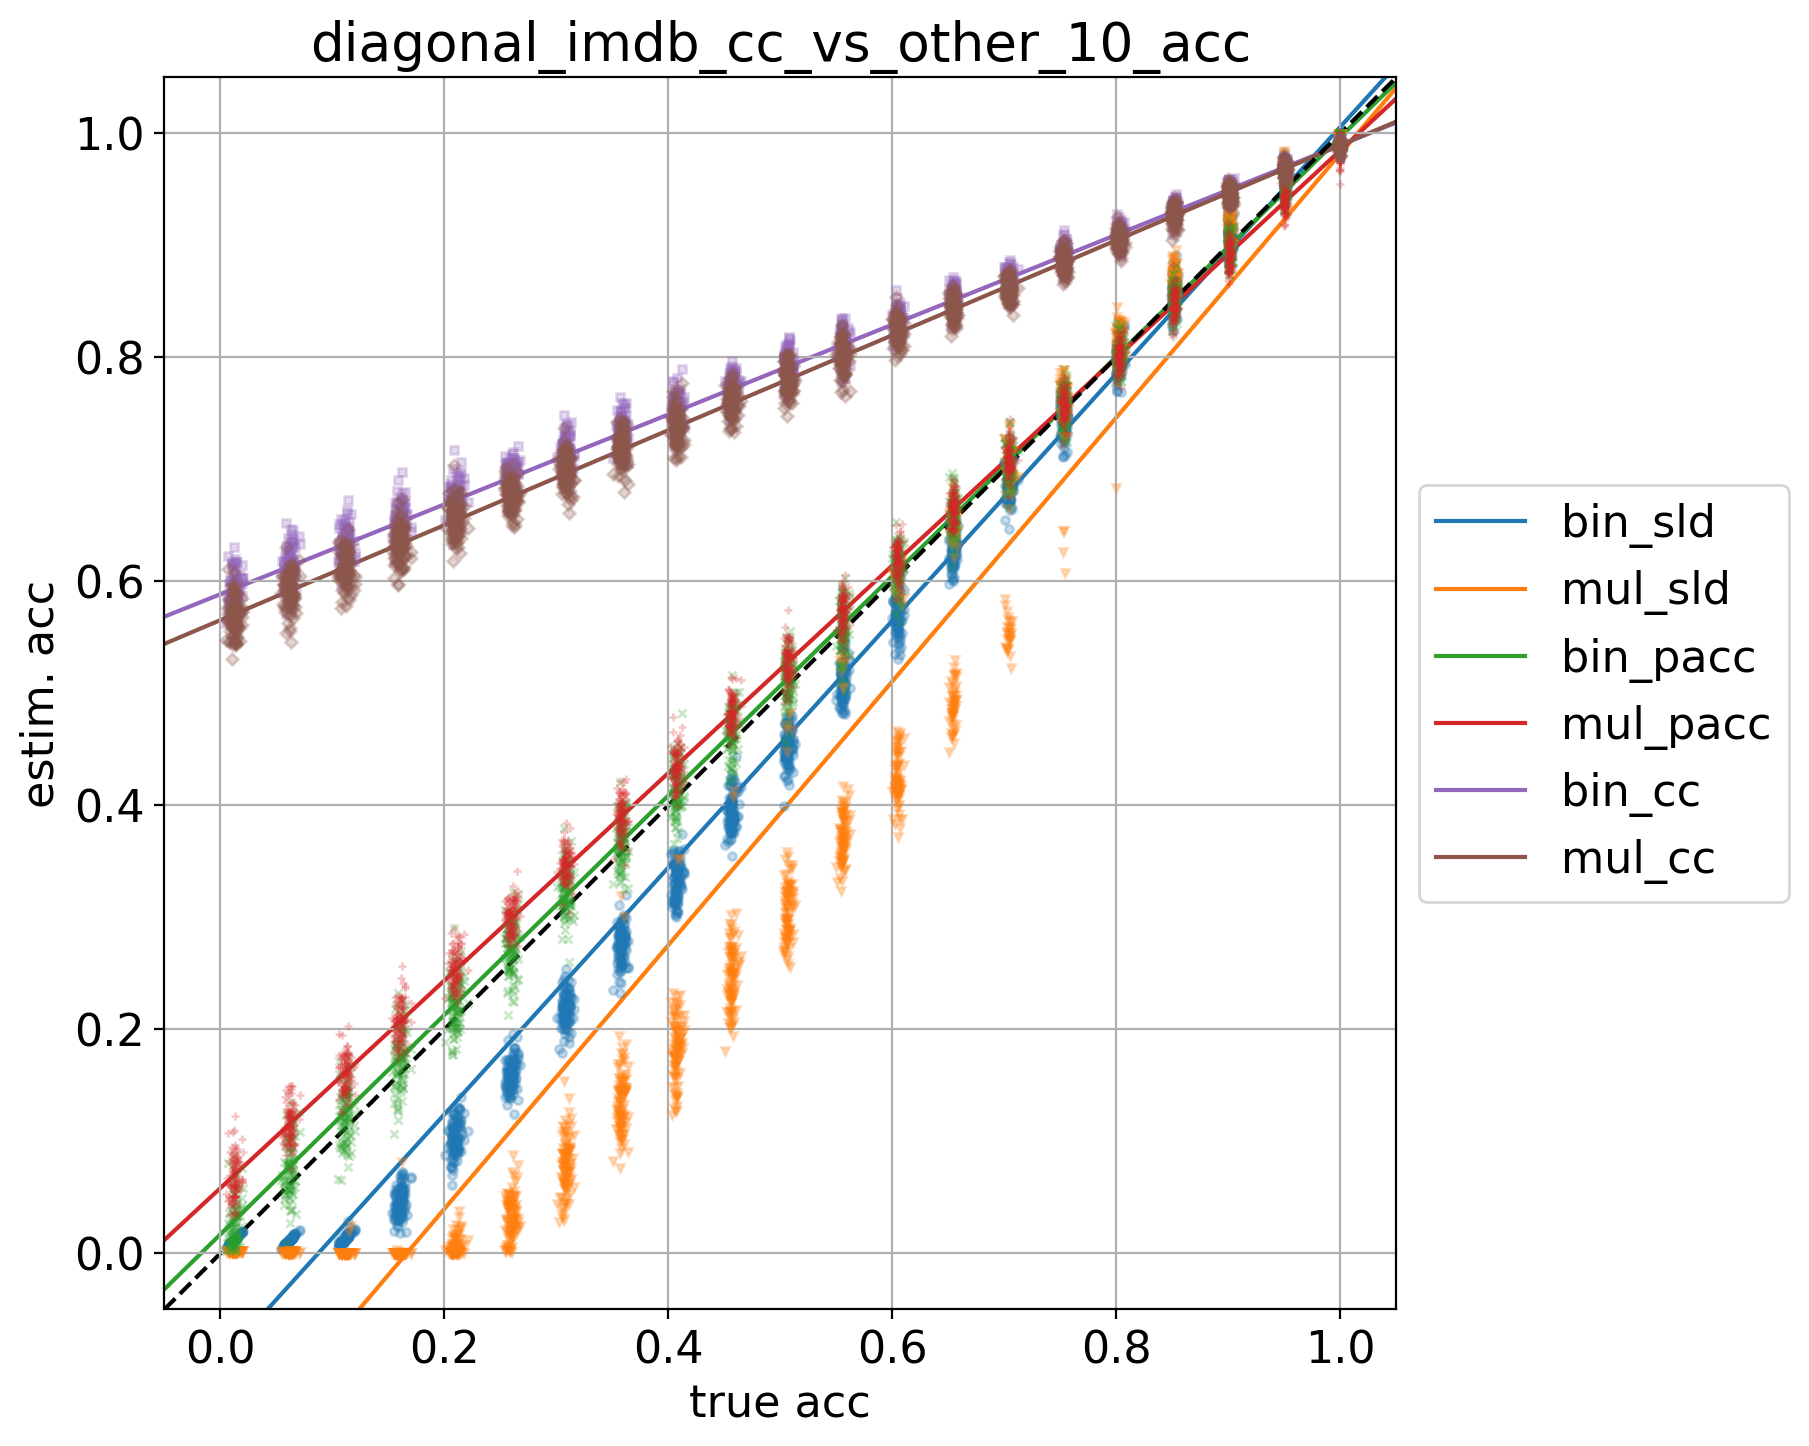 diagonal_imdb_cc_vs_other_10_acc
1.0
0.8
0.6
0.4
0.2
0.0
estim. acc
0.0 0.2 0.4 0.6 0.8 1.0
true acc
bin_sld
mul_sld
bin_pacc
mul_pacc
bin_cc
mul_cc